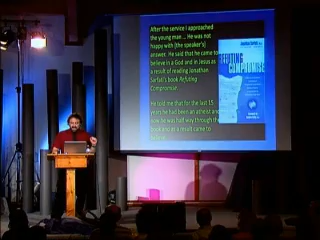 After the service I approached
the young man... He was not
happy with [the speaker's]
answer. He said that he came to
believe in a God and in Jesus as
a result of reading Jonathan
Sarfati's book Refuting
Compromise
He told me that for the last 15
years he had been an atheist and
now he was half way through the
book and as a result came to
Jonathan Sarfati
REFUTING
COMPROMISE